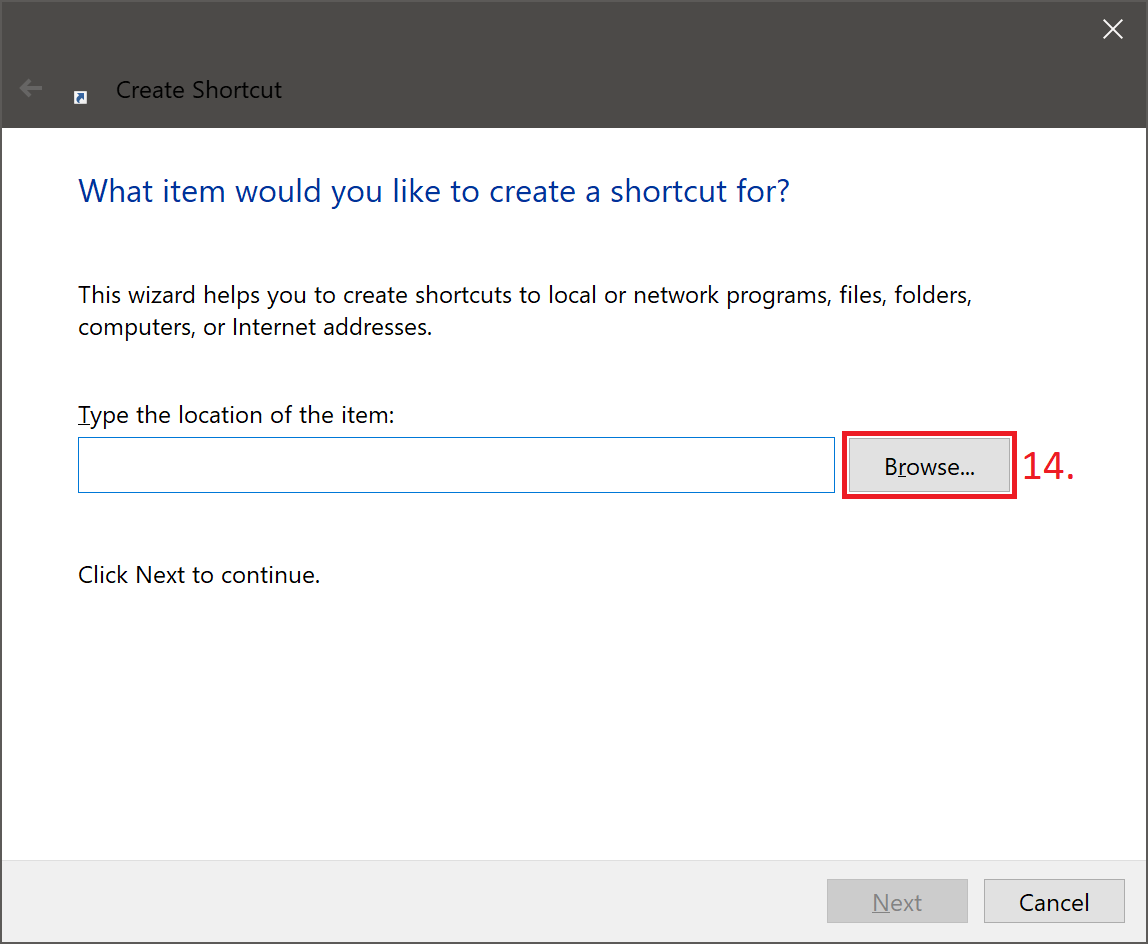 Create Shortcut
What item would you like to create a shortcut for?
This wizard helps you to create shortcuts to local or network programs, files, folders,
computers, or Internet addresses.
Type the location of the item:
Browse... 14.
Click Next to continue.
Next Cancel